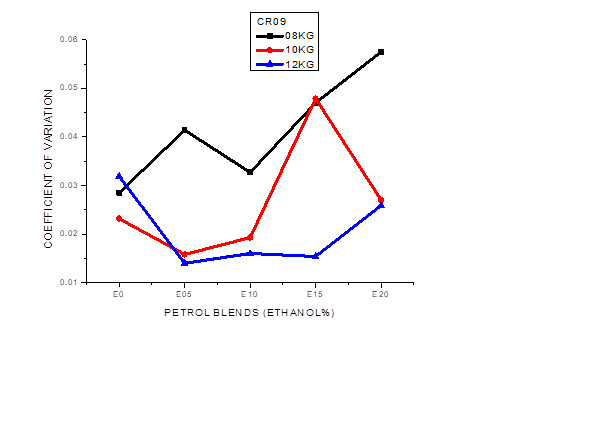 CR09
08KG
10KG
12KG
0.06
0.05
0.04
0.03
0.02
0.01
COEFFICIENT OF VARIATION
E0 E05 E10 E15 E20
PETROL BLENDS (ETHANOL%)